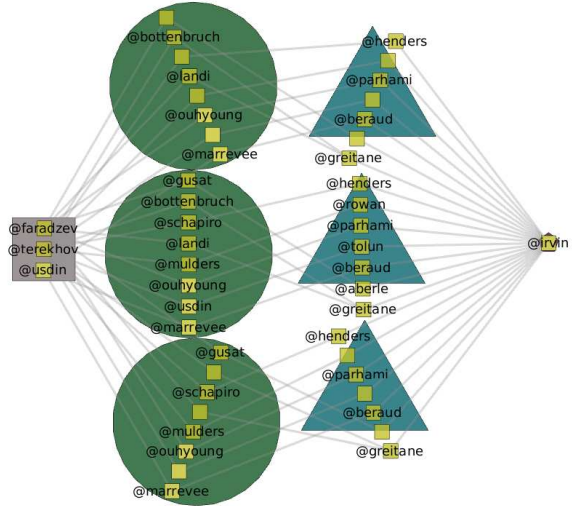 @bottenbruch
@landi
@ouhyoung
@marrevee
@henders
@parhami
@beraud
@greitane
@faradzev
@terekhov
@usdin
@gusat
@bottenbruch
@schapiro
@landi
@mulders
@ouhyoung
@usdin
@marrevee
@henders
@rowan
@parhami
@tolun
@beraud
@aberle
@greitane
@irvin
@gusat
@schapiro
@mulders
@ouhyoung
@marrevee
@henders
@parhami
@beraud
@greitane